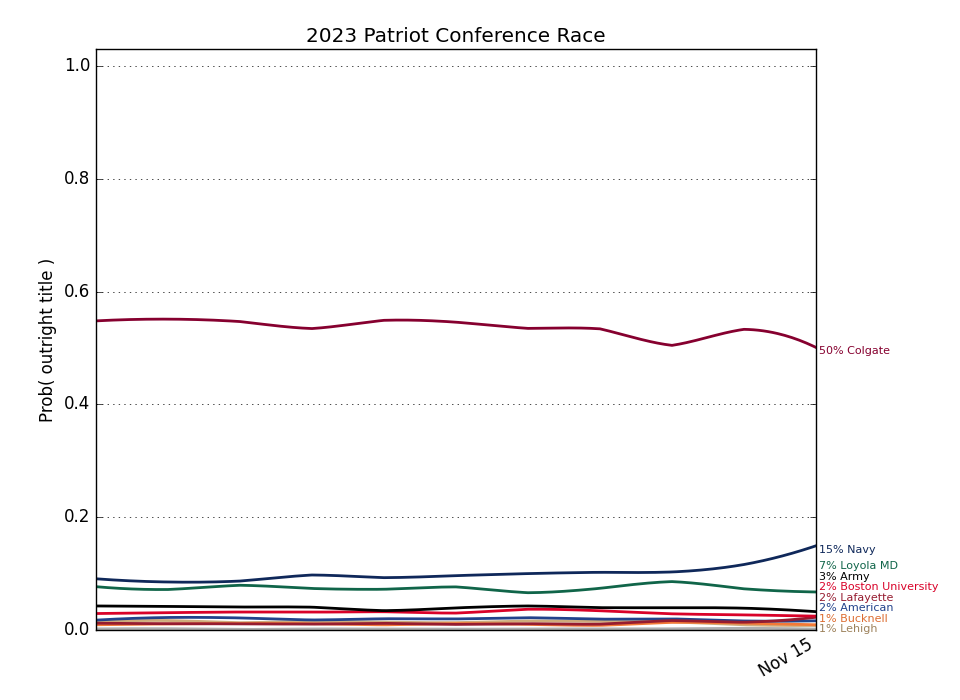 2023 Patriot Conference Race
1.0
0.8
0.6
0.4
0.2
0.0
Prob( outright title )
50% Colgate
15% Navy
7% Loyola MD
3% Army
2% Boston University
2% Lafayette
2% American
1% Bucknell
1% Lehigh
Nov 15